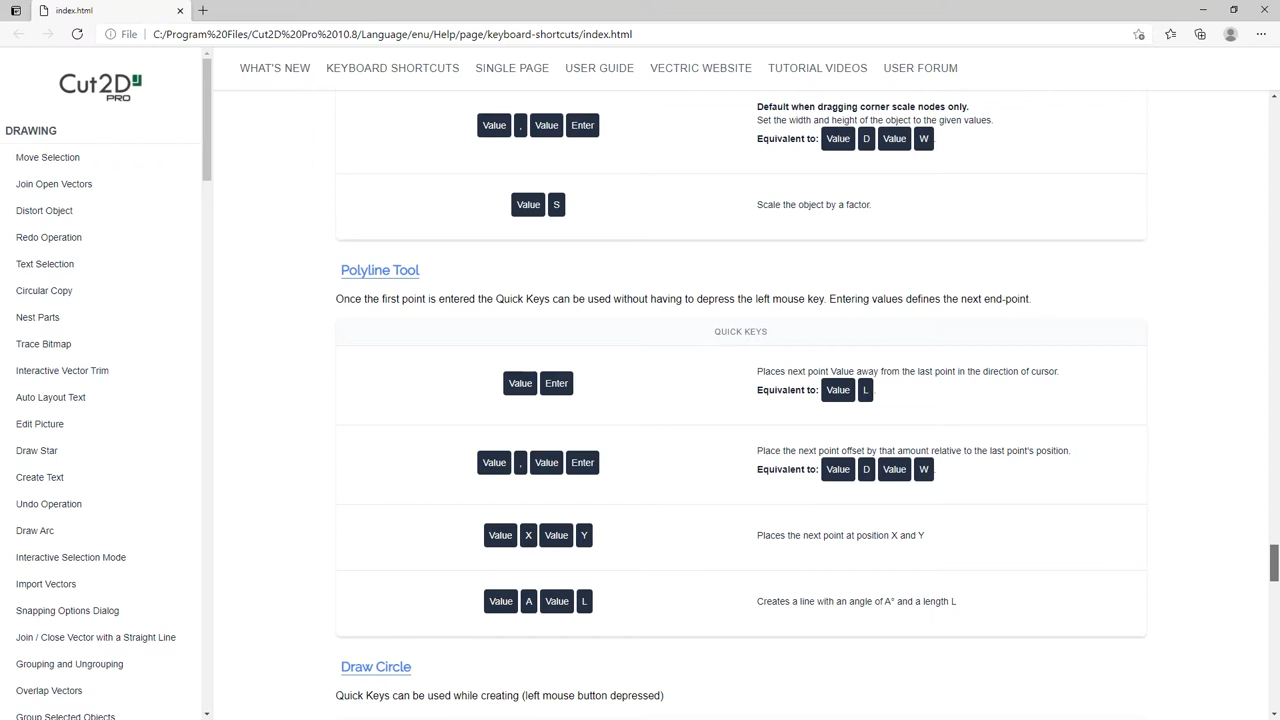 index.html
File C:/Program%20Files/Cut2D%20Pro%2010.8/Language/enu/Help/page/keyboard-shortcuts/index.html
Cut2D
PRO
WHAT'S NEW KEYBOARD SHORTCUTS SINGLE PAGE USER GUIDE VECTRIC WEBSITE TUTORIAL VIDEOS USER FORUM
DRAWING
Move Selection
Join Open Vectors
Distort Object
Redo Operation
Text Selection
Circular Copy
Nest Parts
Trace Bitmap
Interactive Vector Trim
Auto Layout Text
Edit Picture
Draw Star
Create Text
Undo Operation
Draw Arc
Interactive Selection Mode
Import Vectors
Snapping Options Dialog
Join / Close Vector with a Straight Line
Grouping and Ungrouping
Overlap Vectors
Group Selected Objects
Default when dragging corner scale nodes only.
Value , Value Enter Set the width and height of the object to the given values.
Equivalent to: Value D Value W
Value S Scale the object by a factor.
Polyline Tool
Once the first point is entered the Quick Keys can be used without having to depress the left mouse key. Entering values defines the next end-point.
QUICK KEYS
Value Enter Places next point Value away from the last point in the direction of cursor.
Equivalent to: Value L
Value , Value Enter Place the next point offset by that amount relative to the last point's position.
Equivalent to: Value D Value W
Value X Value Y Places the next point at position X and Y
Value A Value L Creates a line with an angle of A° and a length L
Draw Circle
Quick Keys can be used while creating (left mouse button depressed)